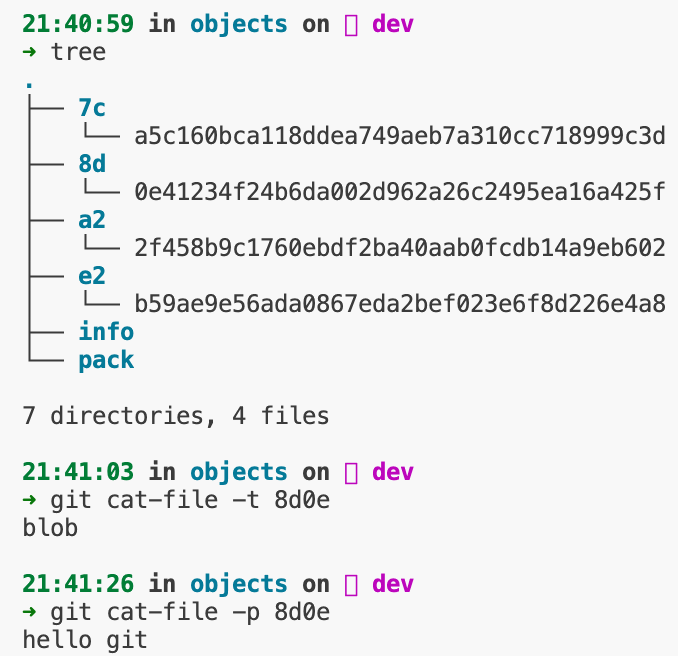 21:40:59 in objects on dev
➜ tree
.
├── 7c
│   └── a5c160bca118ddea749aeb7a310cc718999c3d
├── 8d
│   └── 0e41234f24b6da002d962a26c2495ea16a425f
├── a2
│   └── 2f458b9c1760ebdf2ba40aab0fcdb14a9eb602
├── e2
│   └── b59ae9e56ada0867eda2bef023e6f8d226e4a8
├── info
└── pack
7 directories, 4 files
21:41:03 in objects on dev
➜ git cat-file -t 8d0e
blob
21:41:26 in objects on dev
➜ git cat-file -p 8d0e
hello git